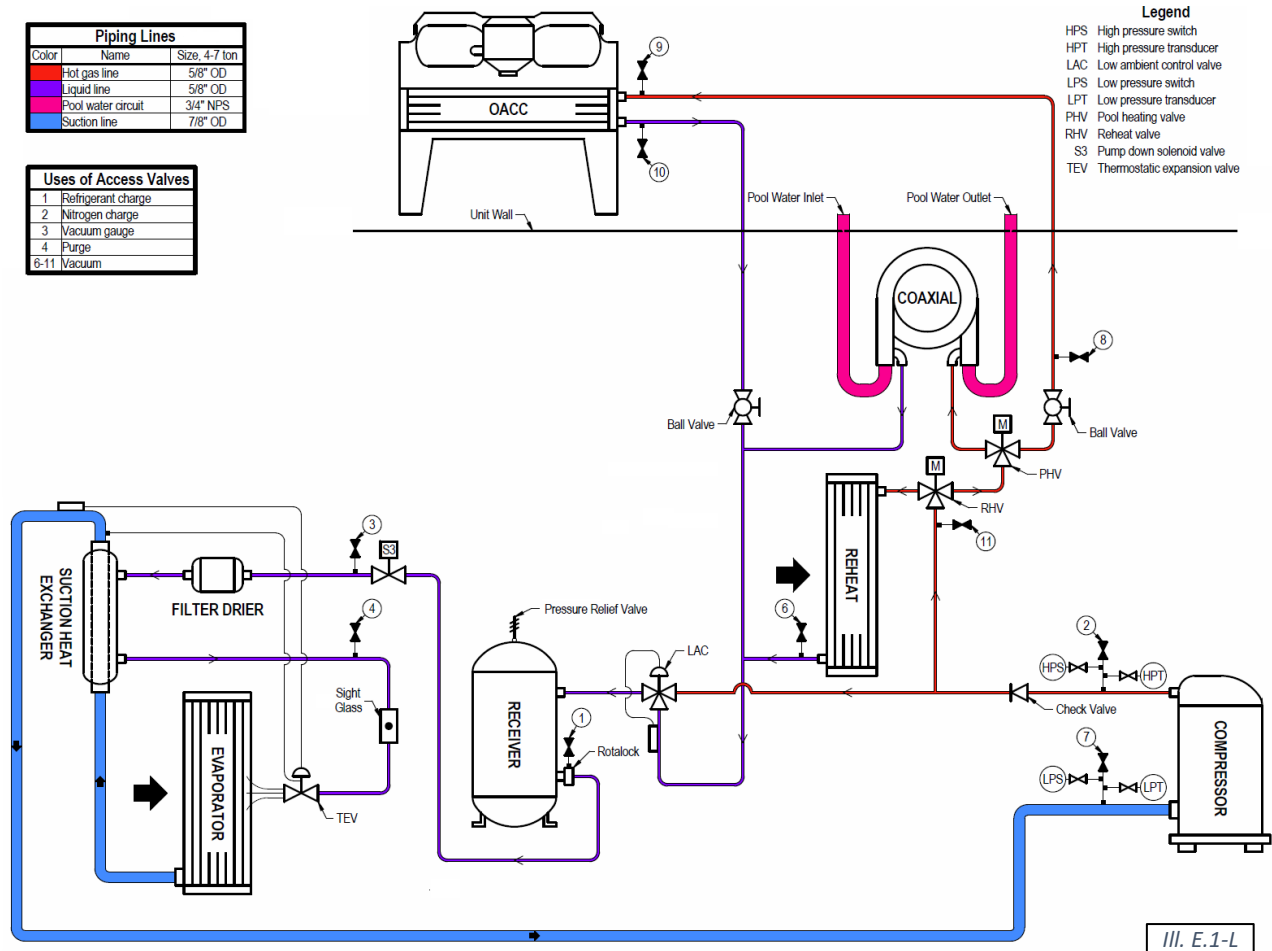 Piping Lines
Color Name Size, 4-7 ton
Hot gas line 5/8" OD
Liquid line 5/8" OD
Pool water circuit 3/4" NPS
Suction line 7/8" OD
Uses of Access Valves
1 Refrigerant charge
2 Nitrogen charge
3 Vacuum gauge
4 Purge
6-11 Vacuum
Legend
HPS High pressure switch
HPT High pressure transducer
LAC Low ambient control valve
LPS Low pressure switch
LPT Low pressure transducer
PHV Pool heating valve
RHV Reheat valve
S3 Pump down solenoid valve
TEV Thermostatic expansion valve
9
OACC
10
Unit Wall
Pool Water Inlet
Pool Water Outlet
COAXIAL
8
Ball Valve
M
Ball Valve
PHV
M
RHV
11
REHEAT
3
S3
SUCTION HEAT
EXCHANGER
FILTER DRIER
4
Pressure Relief Valve
6
2
LAC
HPS
HPT
Sight
Glass
RECEIVER
1
Rotalock
Check Valve
7
COMPRESSOR
LPS
LPT
EVAPORATOR
TEV
Ill. E.1-L